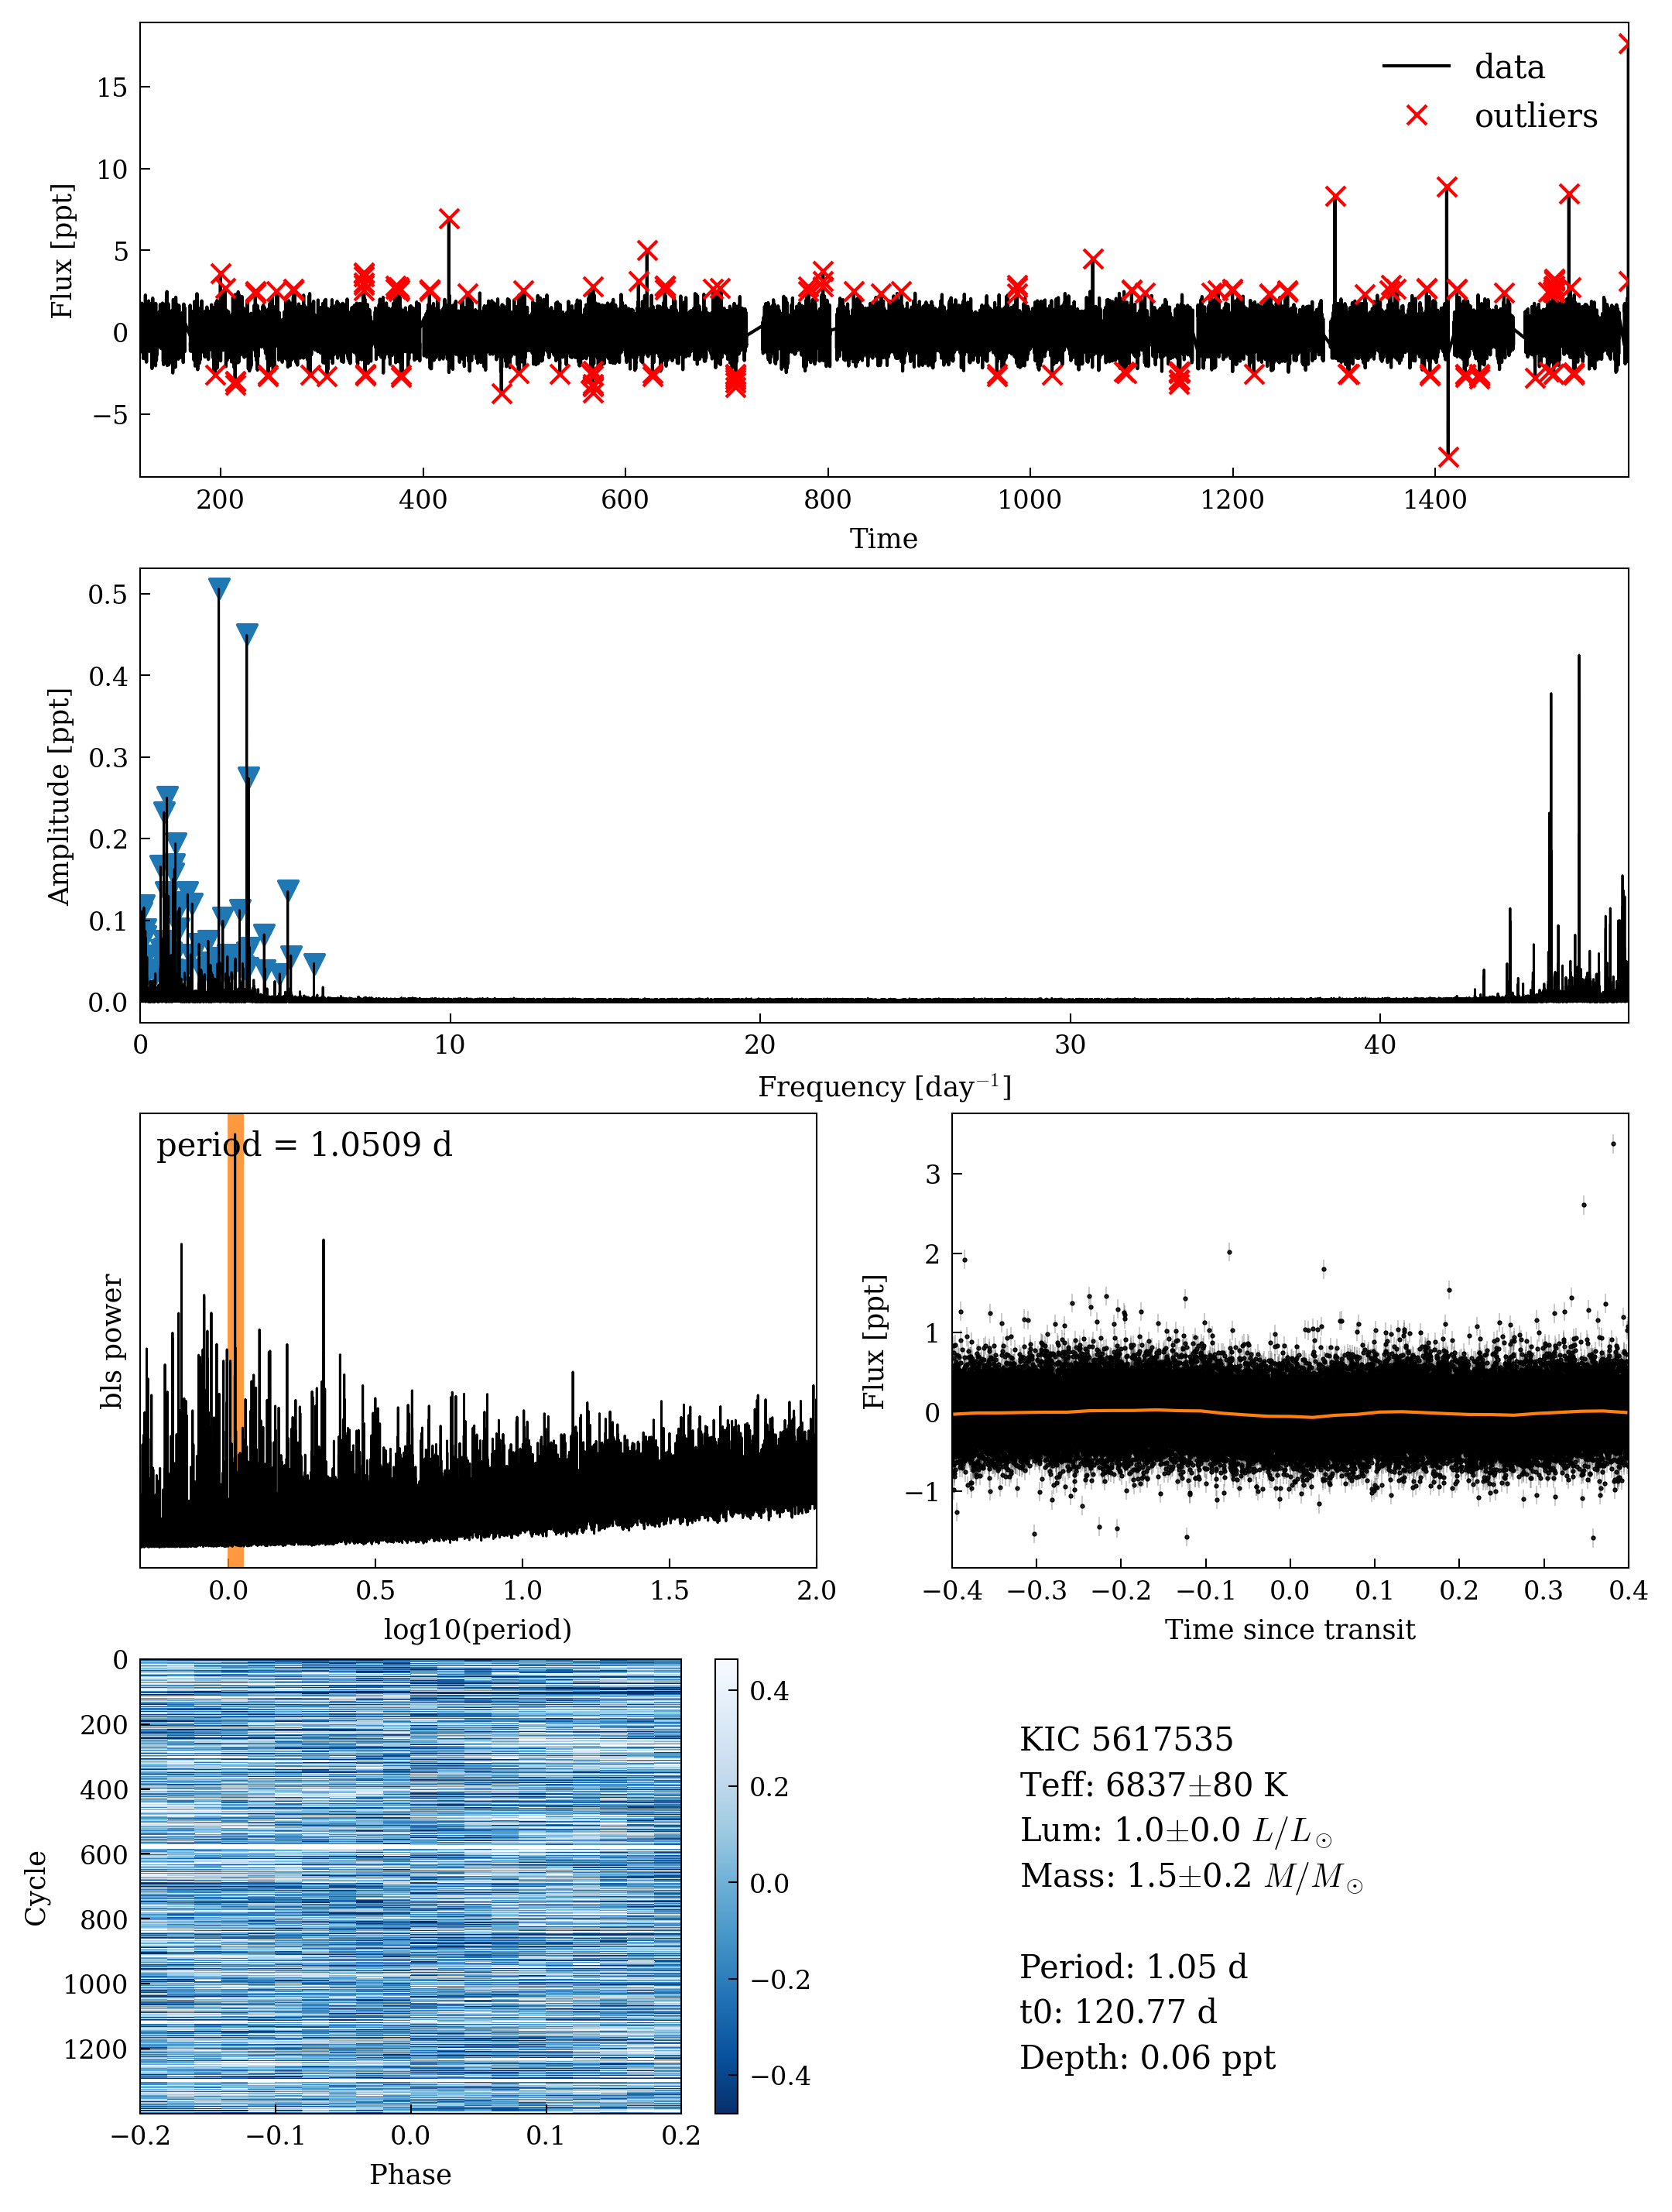 data
outliers
15
10
5
0
−5
Flux [ppt]
200
400
600
800
1000
1200
1400
Time
0.5
0.4
0.3
0.2
0.1
0.0
Amplitude [ppt]
0
10
20
30
40
Frequency [day⁻¹]
period = 1.0509 d
bls power
0.0
0.5
1.0
1.5
2.0
log10(period)
3
2
1
0
−1
Flux [ppt]
−0.4
−0.3
−0.2
−0.1
0.0
0.1
0.2
0.3
0.4
Time since transit
0
200
400
600
800
1000
1200
Cycle
−0.2
−0.1
0.0
0.1
0.2
Phase
0.4
0.2
0.0
−0.2
−0.4
KIC 5617535
Teff: 6837±80 K
Lum: 1.0±0.0 L/L⊙
Mass: 1.5±0.2 M/M⊙
Period: 1.05 d
t0: 120.77 d
Depth: 0.06 ppt